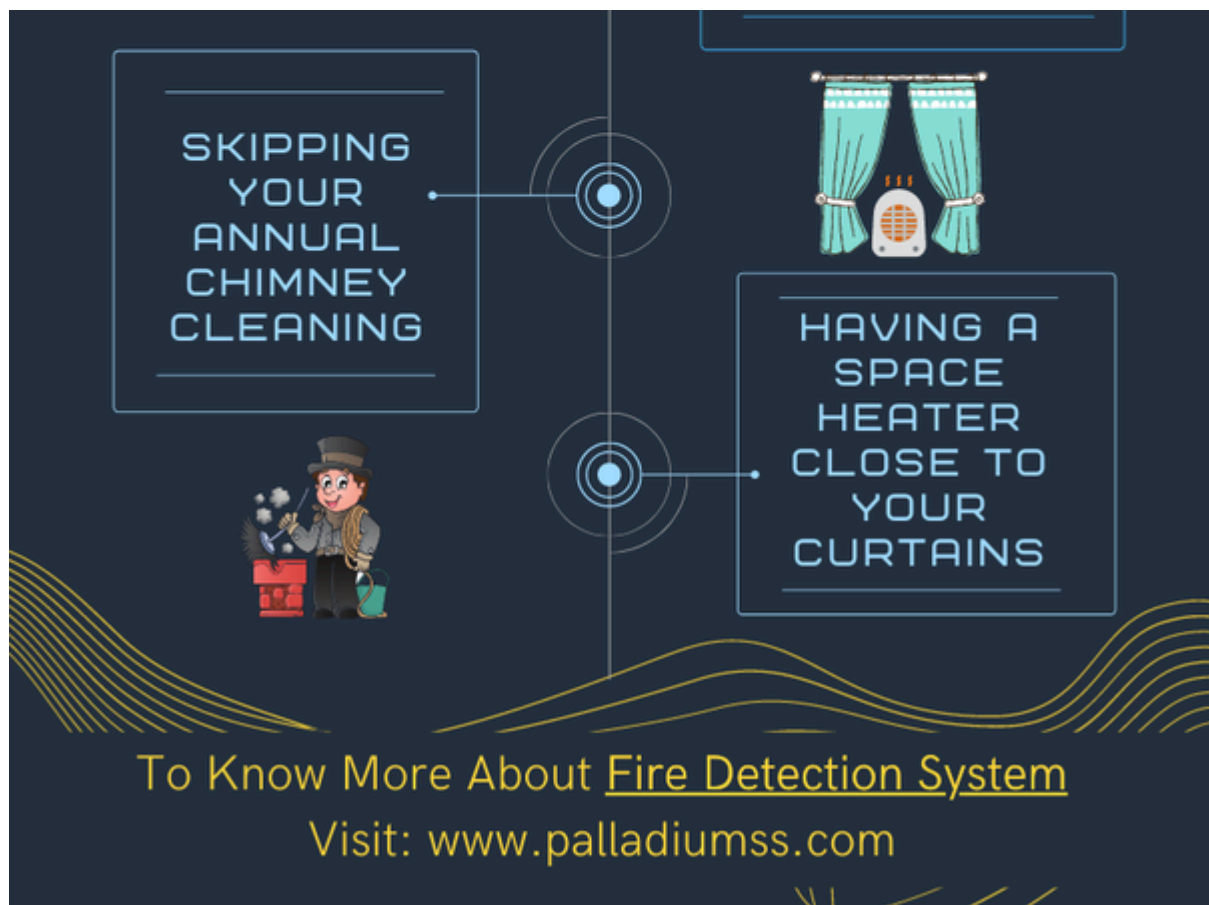 SKIPPING
YOUR
ANNUAL
CHIMNEY
CLEANING
HAVING A
SPACE
HEATER
CLOSE TO
YOUR
CURTAINS
To Know More About Fire Detection System
Visit: www.palladiumss.com